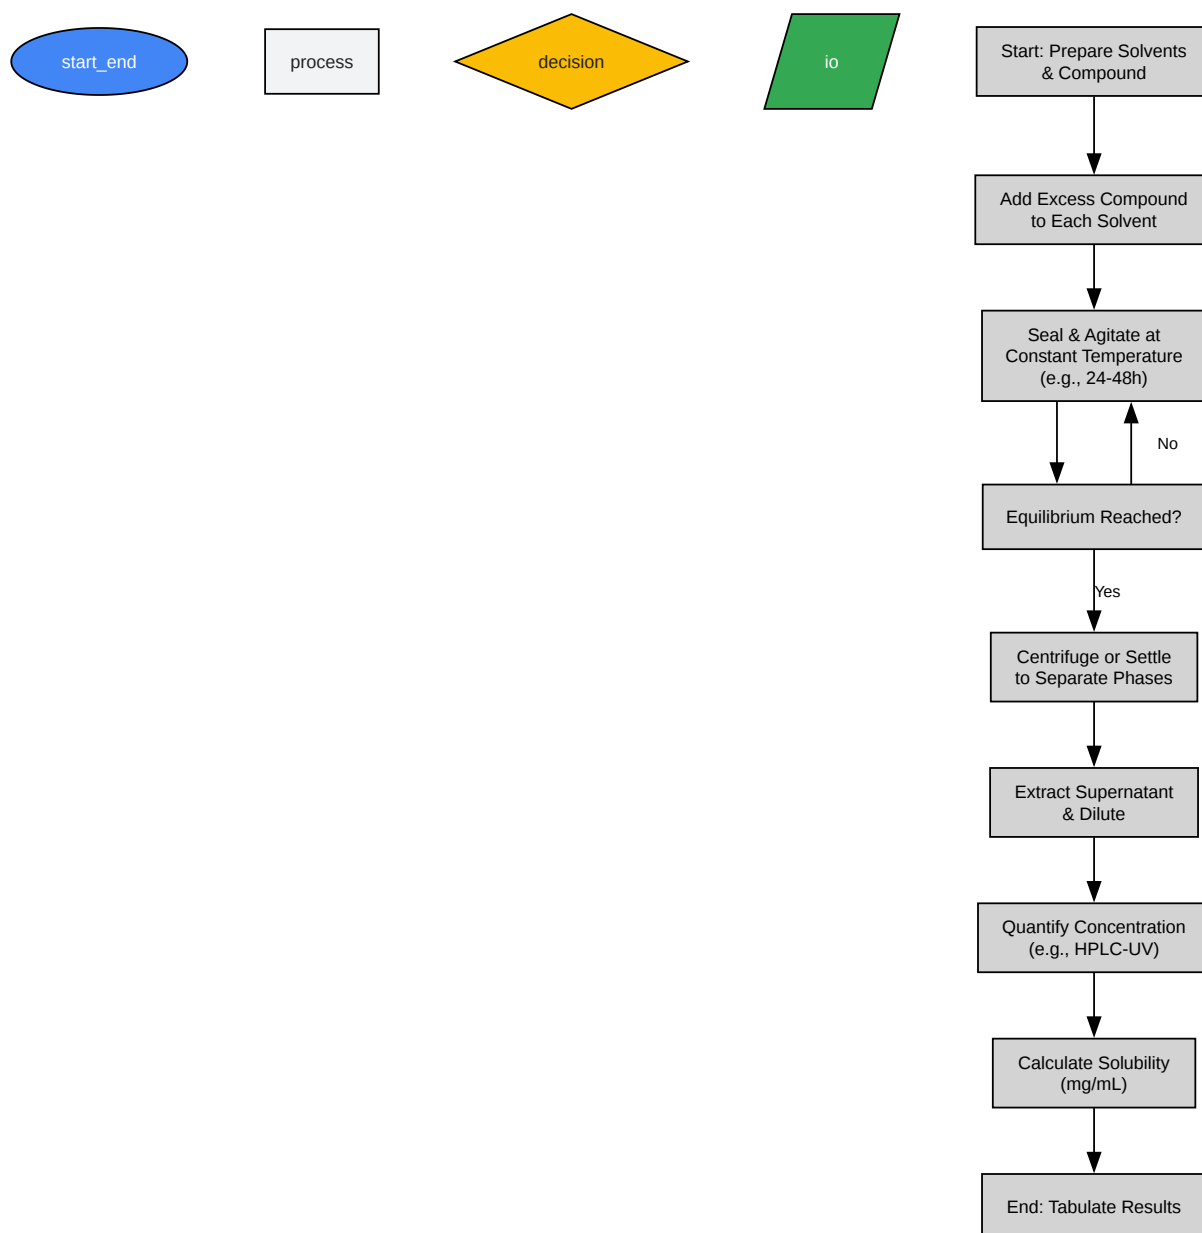 start_end
process
decision
io
Start: Prepare Solvents
& Compound
Add Excess Compound
to Each Solvent
Seal & Agitate at
Constant Temperature
(e.g., 24-48h)
No
Equilibrium Reached?
Yes
Centrifuge or Settle
to Separate Phases
Extract Supernatant
& Dilute
Quantify Concentration
(e.g., HPLC-UV)
Calculate Solubility
(mg/mL)
End: Tabulate Results